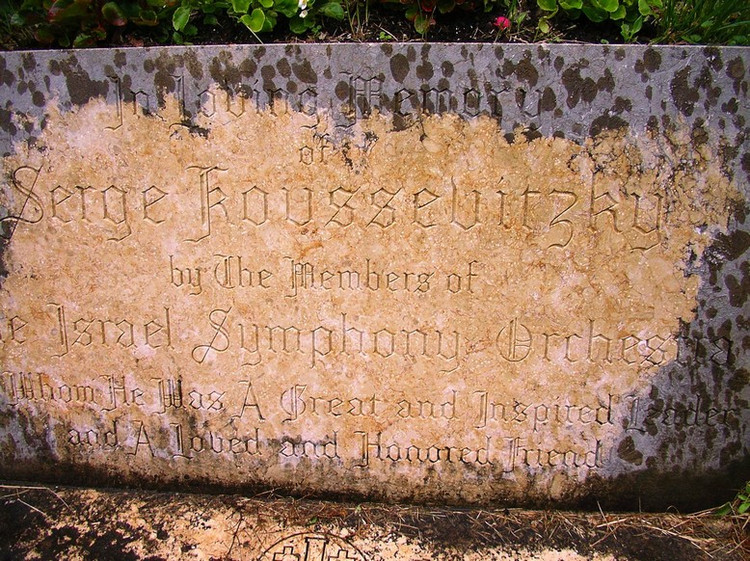 In Loving Memory
of
Serge Koussevitzky
by The Members of
e Israel Symphony Orchestra
Whom He Was A Great and Inspired Leader
and A Loved and Honored Friend